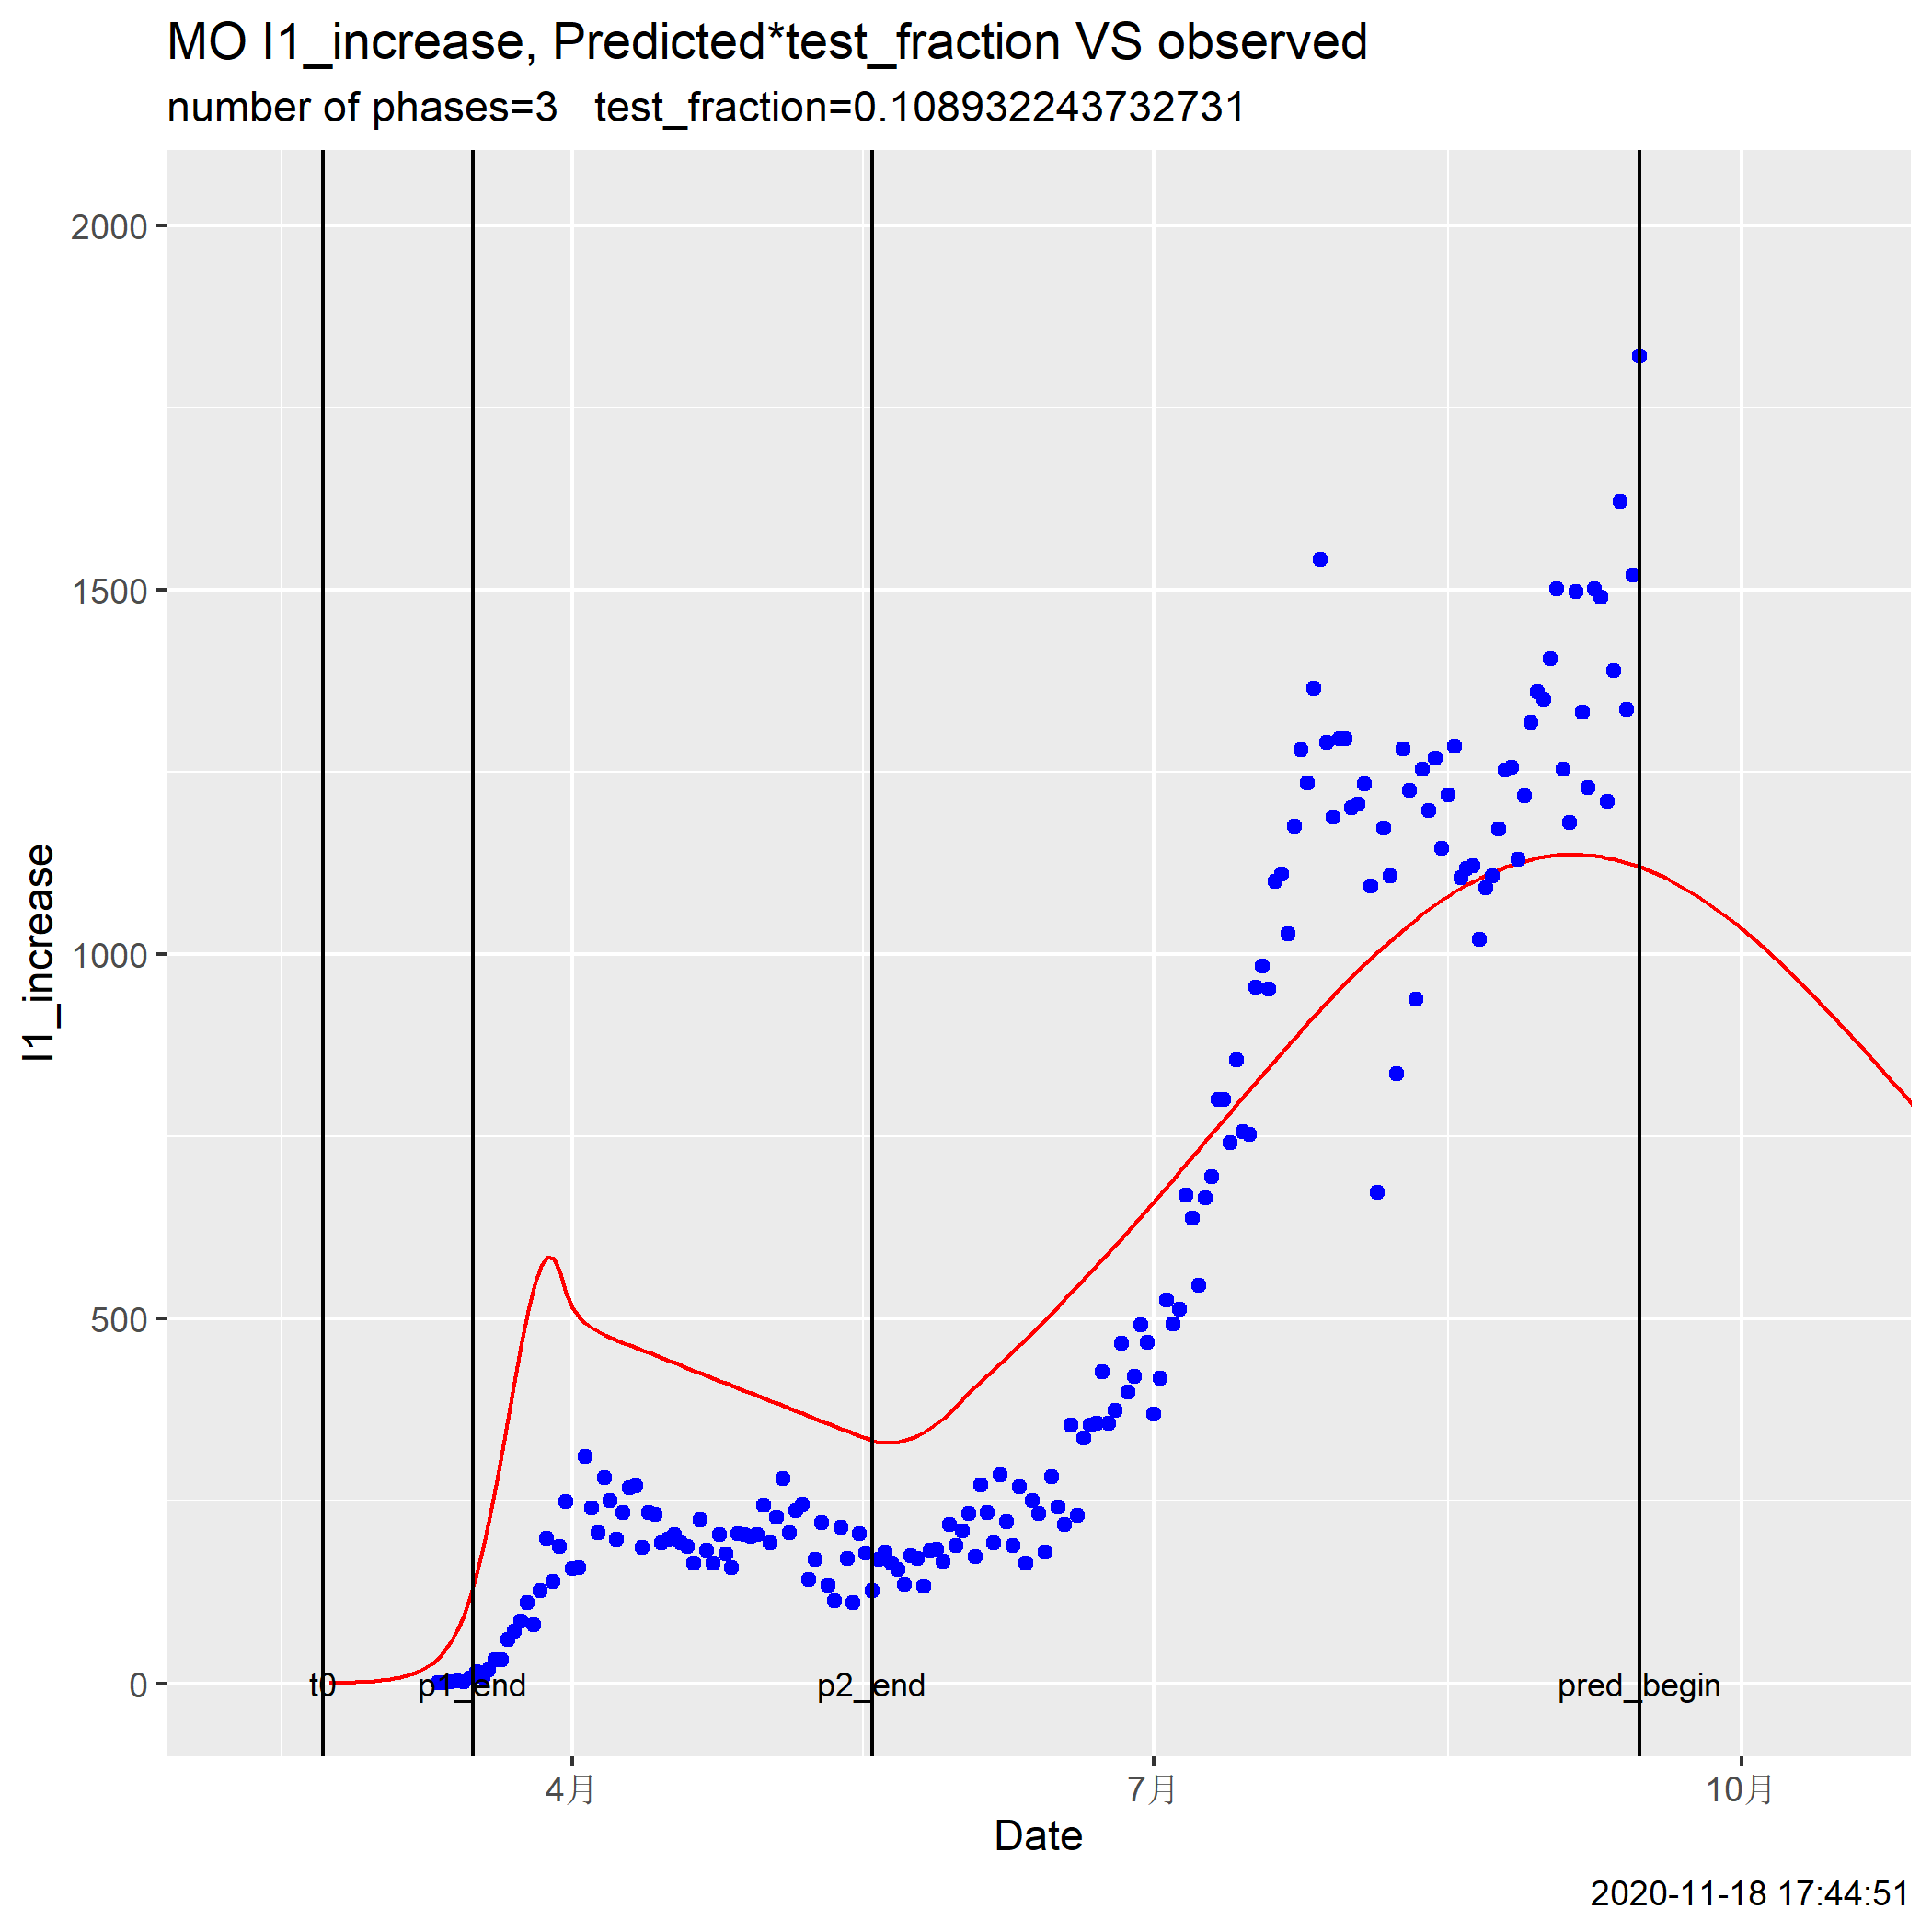 MO I1_increase, Predicted*test_fraction VS observed
number of phases=3   test_fraction=0.108932243732731
2000
1500
1000
500
0
I1_increase
t0
p1_end
p2_end
pred_begin
4月
7月
10月
Date
2020-11-18 17:44:51